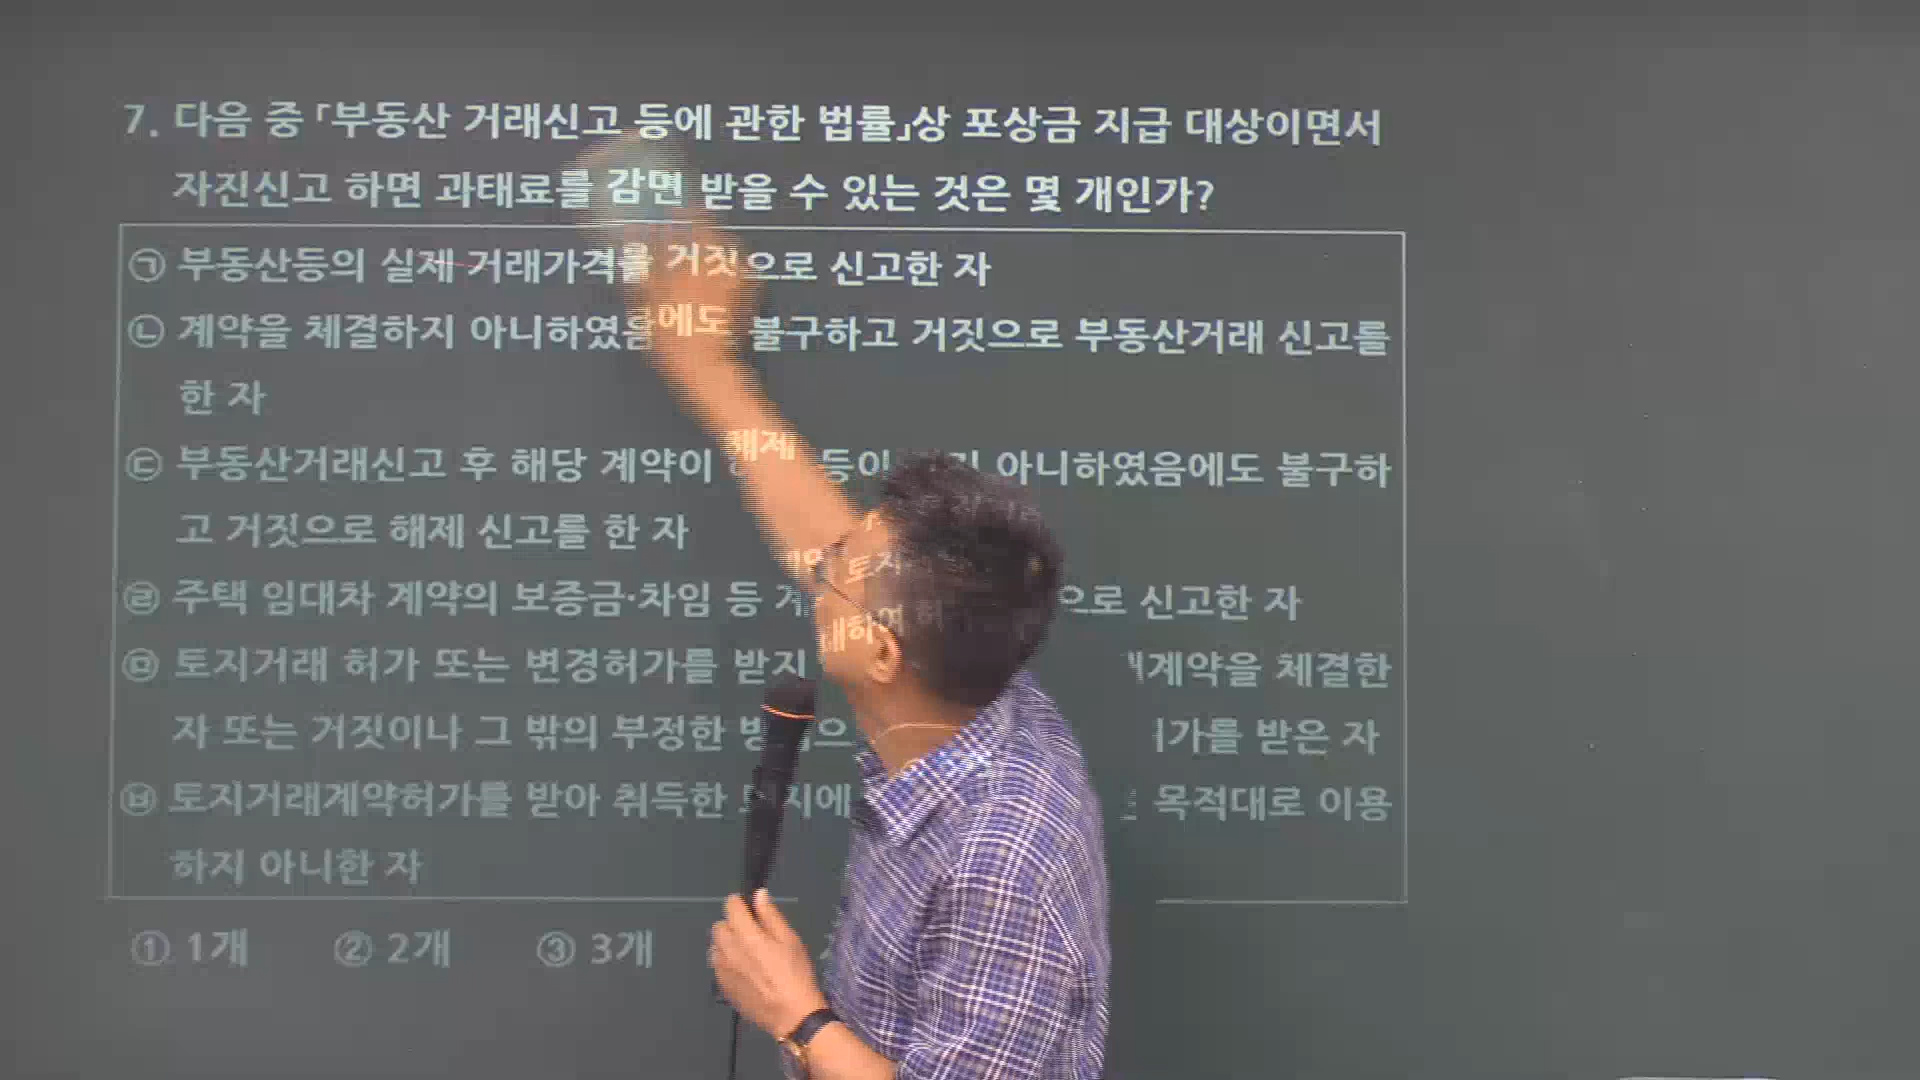 7. 다음 중 「부동산 거래신고 등에 관한 법률」상 포상금 지급 대상이면서
자진신고 하면 과태료를 감면 받을 수 있는 것은 몇 개인가?
㉠ 부동산등의 실제 거래가격을 거짓으로 신고한 자
㉡ 계약을 체결하지 아니하였음에도 불구하고 거짓으로 부동산거래 신고를
한 자
㉢ 부동산거래신고 후 해당 계약이 해제 등이 아니하였음에도 불구하
고 거짓으로 해제 신고를 한 자
㉣ 주택 임대차 계약의 보증금·차임 등 으로 신고한 자
㉤ 토지거래 허가 또는 변경허가를 받지 체결한
자 또는 거짓이나 그 밖의 부정한 받은 자
㉥ 토지거래계약허가를 받아 취득한 목적대로 이용
하지 아니한 자
① 1개 ② 2개 ③ 3개